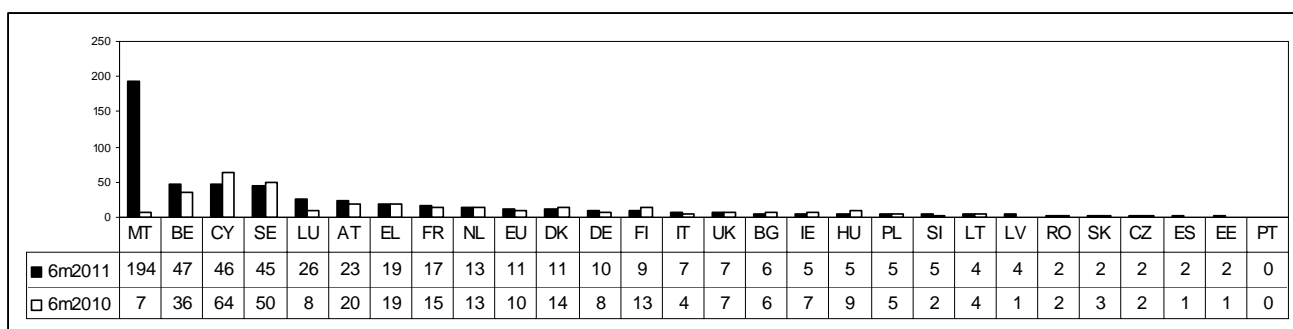 250
200
150
100
50
0
MT BE CY SE LU AT EL FR NL EU DK DE FI IT UK BG IE HU PL SI LT LV RO SK CZ ES EE PT
6m2011 194 47 46 45 26 23 19 17 13 11 11 10 9 7 7 6 5 5 5 5 4 4 2 2 2 2 2 0
6m2010 7 36 64 50 8 20 19 15 13 10 14 8 13 4 7 6 7 9 5 2 4 1 2 3 2 1 1 0